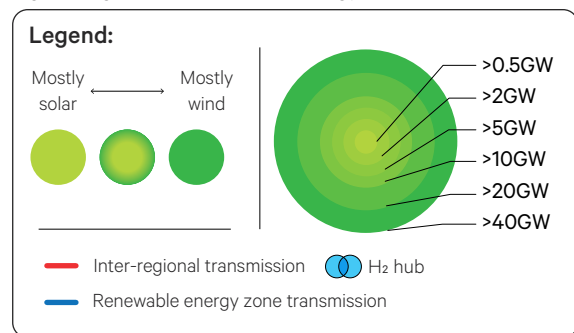 Legend:
Mostly solar
Mostly wind
>0.5GW
>2GW
>5GW
>10GW
>20GW
>40GW
Inter-regional transmission
H₂ hub
Renewable energy zone transmission